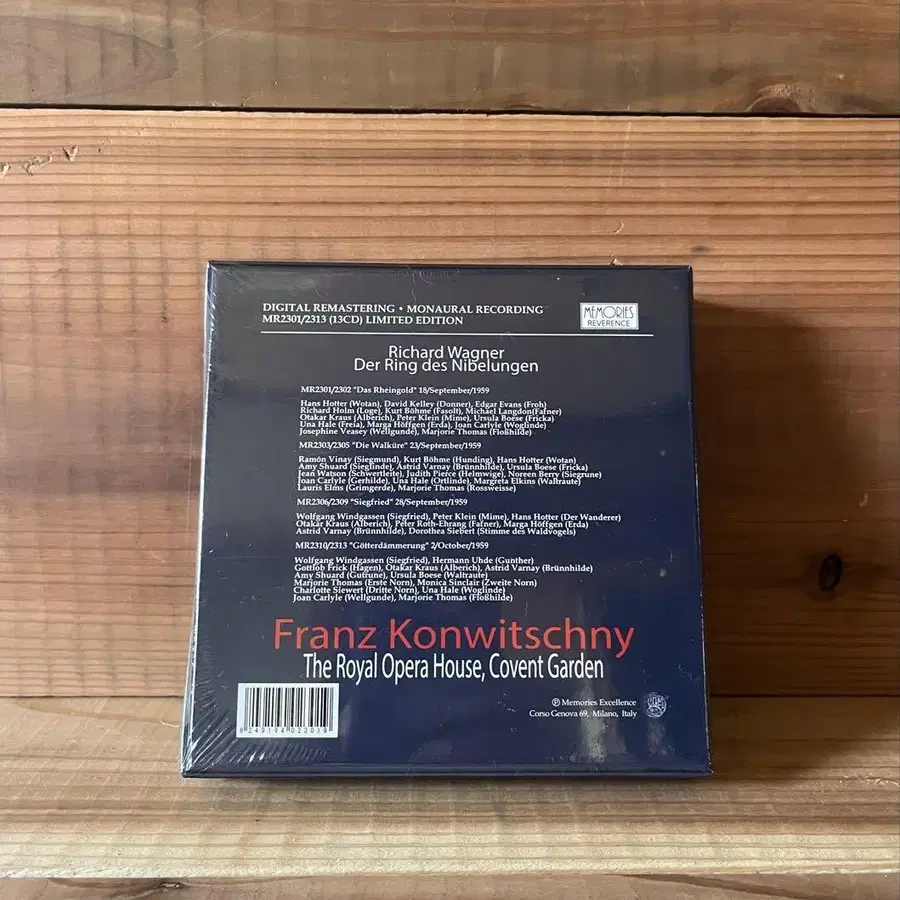 DIGITAL REMASTERING • MONAURAL RECORDING
MR2301/2313 (13CD) LIMITED EDITION
MEMORIES
REVERENCE
Richard Wagner
Der Ring des Nibelungen
MR2301/2302 "Das Rheingold" 18/September/1959
Hans Hotter (Wotan), David Kelley (Donner), Edgar Evans (Froh)
Richard Holm (Loge), Kurt Böhme (Fasolt), Michael Langdon(Fafner)
Otakar Kraus (Alberich), Peter Klein (Mime), Ursula Boese (Fricka)
Una Hale (Freia), Marga Höffgen (Erda), Joan Carlyle (Woglinde)
Josephine Veasey (Wellgunde), Marjorie Thomas (Floßhilde)
MR2303/2305 "Die Walküre" 23/September/1959
Ramón Vinay (Siegmund), Kurt Böhme (Hunding), Hans Hotter (Wotan)
Amy Shuard (Sieglinde), Astrid Varnay (Brünnhilde), Ursula Boese (Fricka)
Jean Watson (Schwertleite), Judith Pierce (Helmwige), Noreen Berry (Siegrune)
Joan Carlyle (Gerhilde), Una Hale (Ortlinde), Margreta Elkins (Waltraute)
Lauris Elms (Grimgerde), Marjorie Thomas (Rossweisse)
MR2306/2309 "Siegfried" 28/September/1959
Wolfgang Windgassen (Siegfried), Peter Klein (Mime), Hans Hotter (Der Wanderer)
Otakar Kraus (Alberich), Peter Roth-Ehrang (Fafner), Marga Höffgen (Erda)
Astrid Varnay (Brünnhilde), Dorothea Siebert (Stimme des Waldvogels)
MR2310/2313 "Götterdämmerung" 2/October/1959
Wolfgang Windgassen (Siegfried), Hermann Uhde (Gunther)
Gottlob Frick (Hagen), Otakar Kraus (Alberich), Astrid Varnay (Brünnhilde)
Amy Shuard (Gutrune), Ursula Boese (Waltraute)
Marjorie Thomas (Erste Norn), Monica Sinclair (Zweite Norn)
Charlotte Siewert (Dritte Norn), Una Hale (Woglinde)
Joan Carlyle (Wellgunde), Marjorie Thomas (Floßhilde)
Franz Konwitschny
The Royal Opera House, Covent Garden
8249194022019
℗ Memories Excellence
Corso Genova 69, Milano, Italy